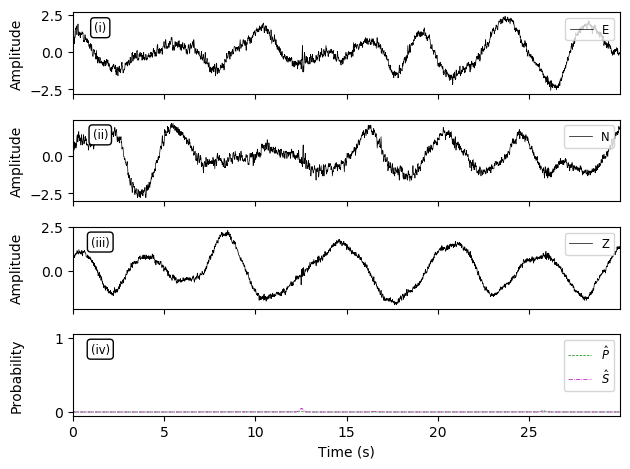 2.5
0.0
−2.5
Amplitude
(i)
E
0.0
−2.5
Amplitude
(ii)
N
2.5
0.0
Amplitude
(iii)
Z
1
0
Probability
(iv)
P̂
Ŝ
0 5 10 15 20 25
Time (s)